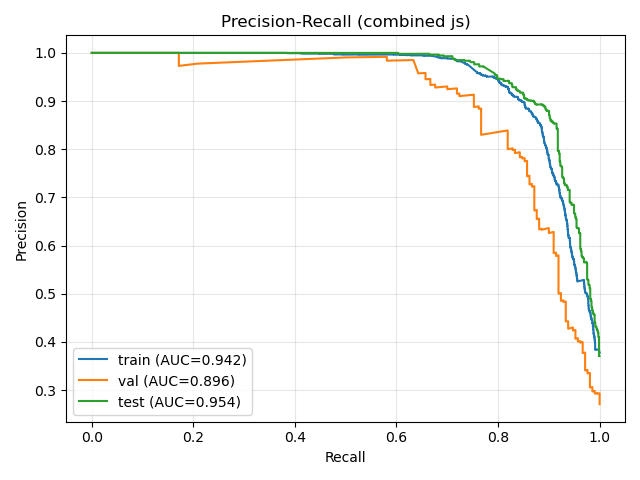 Precision-Recall (combined js)
Precision
1.0
0.9
0.8
0.7
0.6
0.5
0.4
0.3
train (AUC=0.942)
val (AUC=0.896)
test (AUC=0.954)
0.0 0.2 0.4 0.6 0.8 1.0
Recall